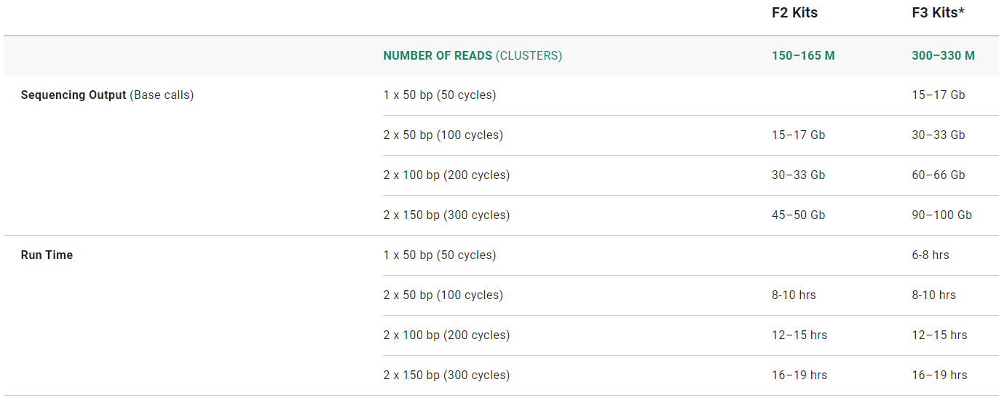 F2 Kits F3 Kits*
NUMBER OF READS (CLUSTERS) 150–165 M 300–330 M
Sequencing Output (Base calls) 1 x 50 bp (50 cycles) 15–17 Gb
2 x 50 bp (100 cycles) 15–17 Gb 30–33 Gb
2 x 100 bp (200 cycles) 30–33 Gb 60–66 Gb
2 x 150 bp (300 cycles) 45–50 Gb 90–100 Gb
Run Time 1 x 50 bp (50 cycles) 6-8 hrs
2 x 50 bp (100 cycles) 8-10 hrs 8-10 hrs
2 x 100 bp (200 cycles) 12–15 hrs 12–15 hrs
2 x 150 bp (300 cycles) 16–19 hrs 16–19 hrs